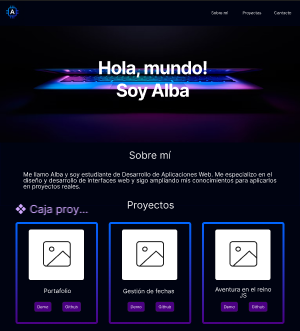 A
Sobre mí Proyectos Contacto
Hola, mundo!
Soy Alba
Sobre mí
Me llamo Alba y soy estudiante de Desarrollo de Aplicaciones Web. Me especializo en el
diseño y desarrollo de interfaces web y sigo ampliando mis conocimientos para aplicarlos
en proyectos reales.
Caja proy...
Proyectos
Portafolio
Gestión de fechas
Aventura en el reino
JS
Demo Github
Demo Github
Demo Github